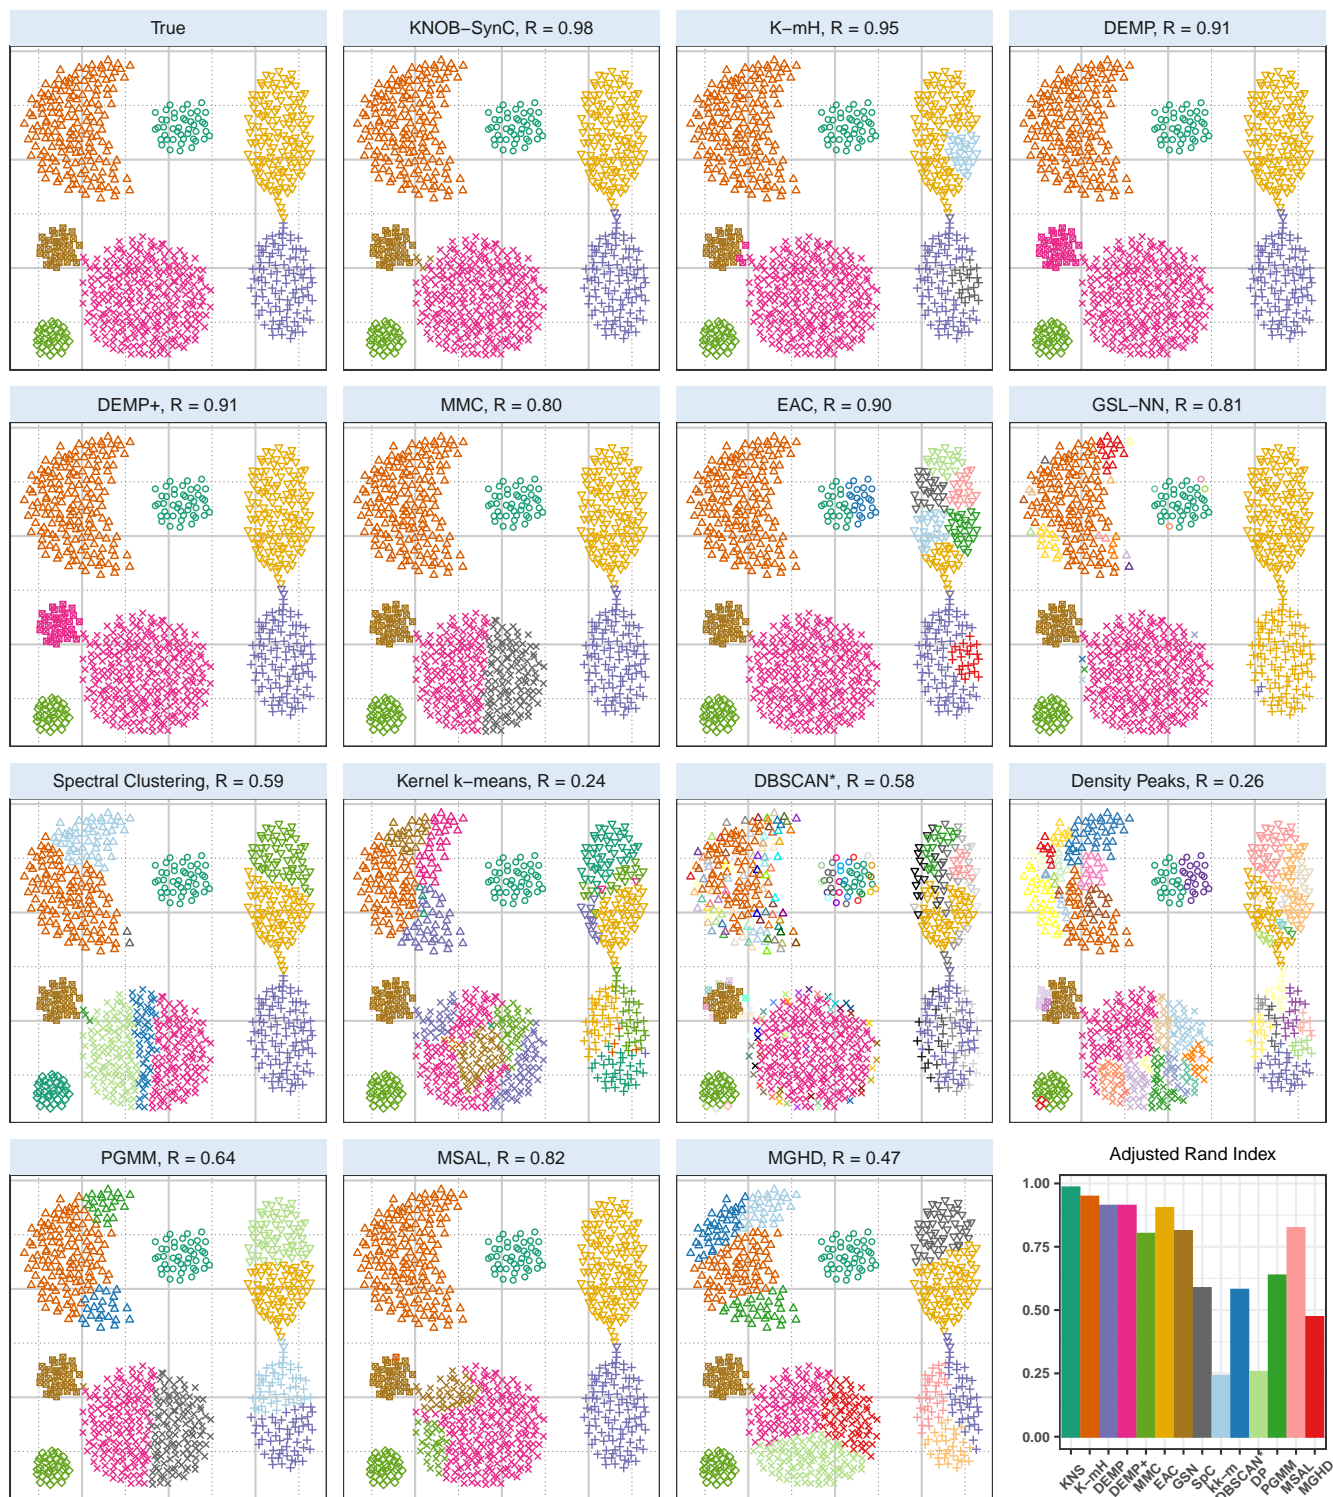 True
KNOB−SynC, R = 0.98
K−mH, R = 0.95
DEMP, R = 0.91
DEMP+, R = 0.91
MMC, R = 0.80
EAC, R = 0.90
GSL−NN, R = 0.81
Spectral Clustering, R = 0.59
Kernel k−means, R = 0.24
DBSCAN*, R = 0.58
Density Peaks, R = 0.26
PGMM, R = 0.64
MSAL, R = 0.82
MGHD, R = 0.47
Adjusted Rand Index
1.00
0.75
0.50
0.25
0.00
KNS
K−mH
DEMP
DEMP+
MMC
EAC
GSN
SpC
kk−m
DBSCAN*
DP
PGMM
MSAL
MGHD